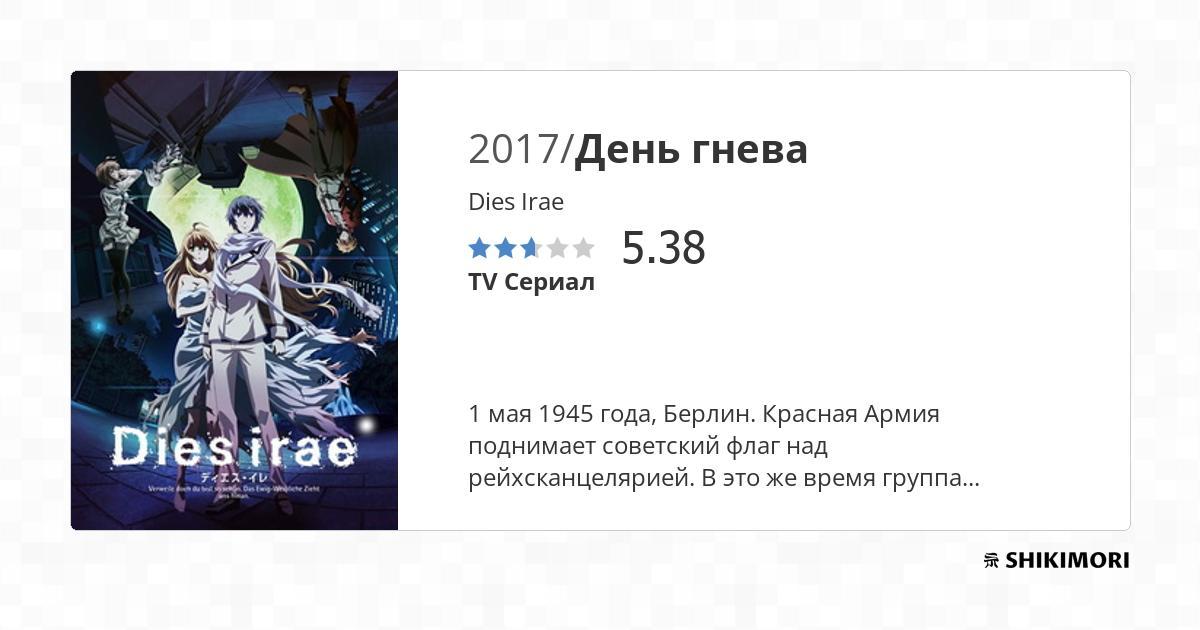 2017/День гнева
Dies Irae
5.38
TV Сериал
1 мая 1945 года, Берлин. Красная Армия
поднимает советский флаг над
рейхсканцелярией. В это же время группа...
Dies irae
ディエス・イレ
Verweile doch du bist so schön. Das Ewig-Weibliche Zieht
uns hinan.
SHIKIMORI